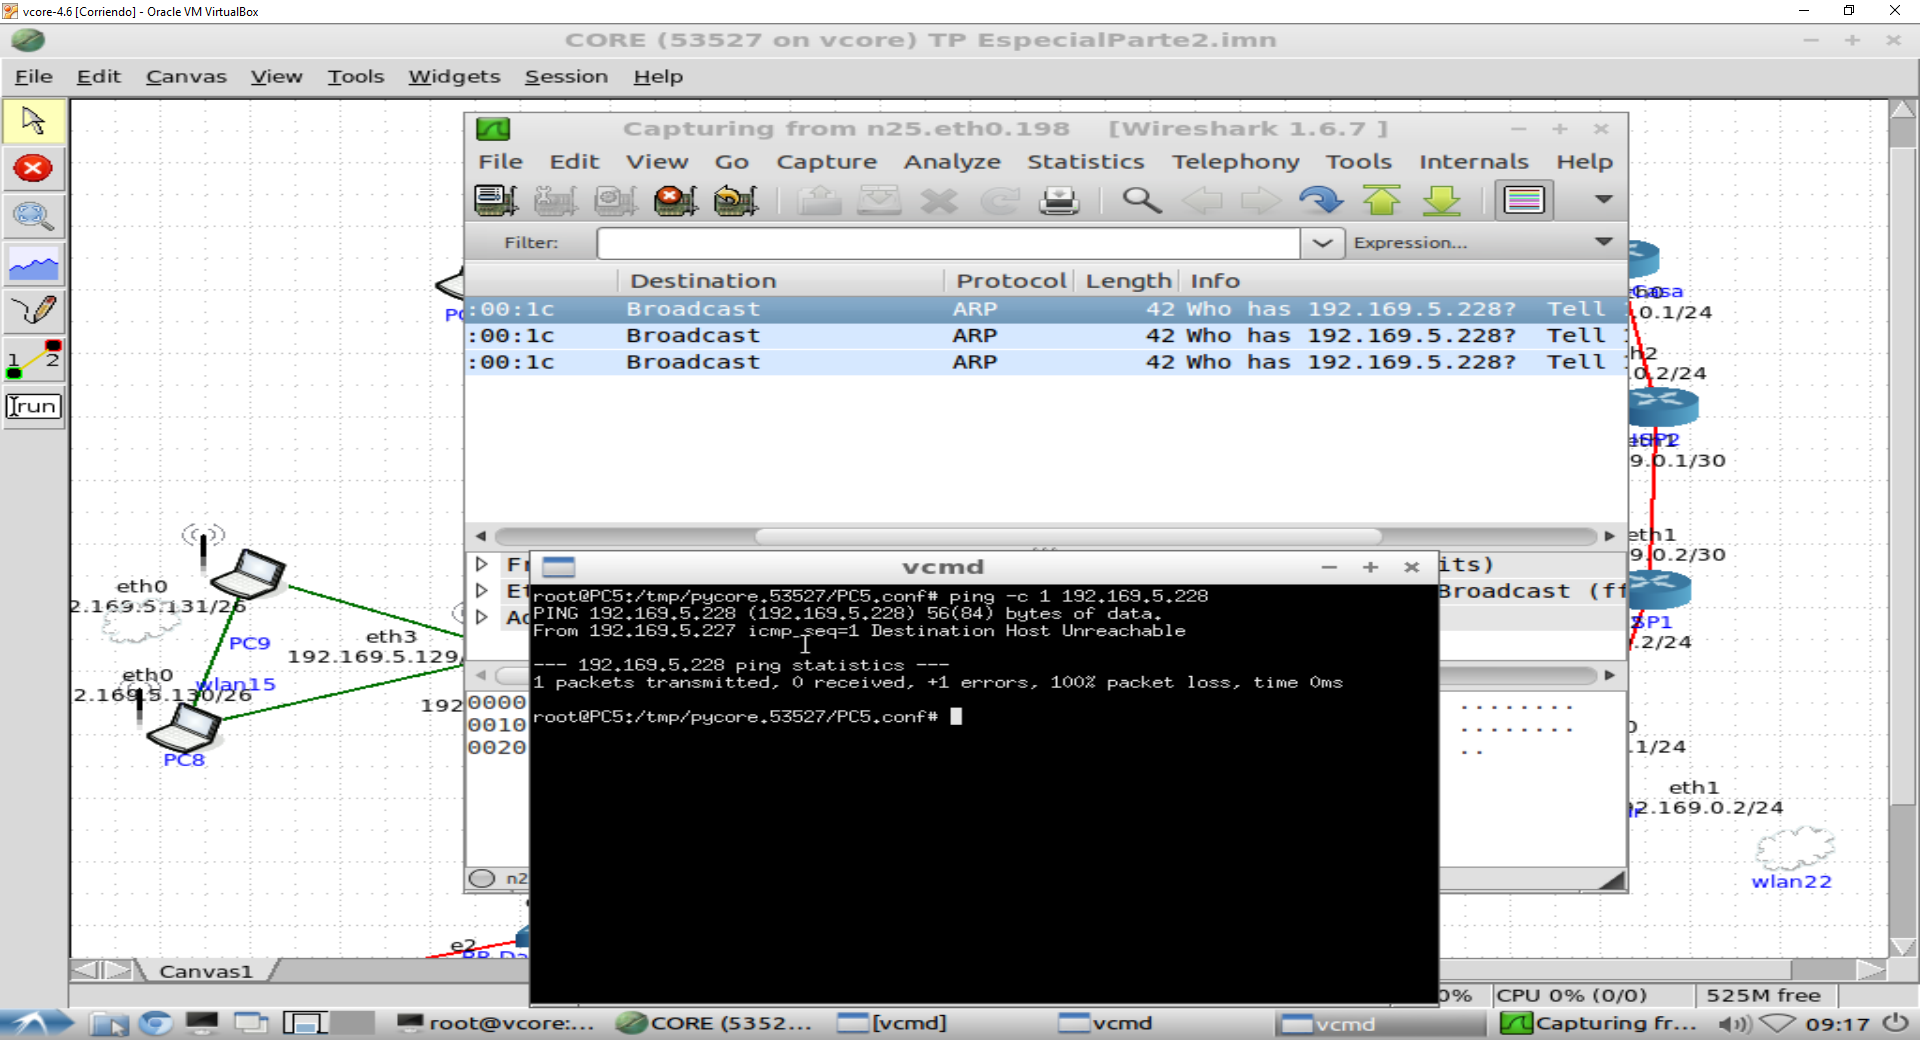 vcore-4.6 [Corriendo] - Oracle VM VirtualBox
CORE (53527 on vcore) TP EspecialParte2.imn
File Edit Canvas View Tools Widgets Session Help
Capturing from n25.eth0.198 [Wireshark 1.6.7 ]
File Edit View Go Capture Analyze Statistics Telephony Tools Internals Help
Filter: Expression...
Destination Protocol Length Info
:00:1c Broadcast ARP 42 Who has 192.169.5.228? Tell
:00:1c Broadcast ARP 42 Who has 192.169.5.228? Tell
:00:1c Broadcast ARP 42 Who has 192.169.5.228? Tell
Casa
0.1/24
h2
0.2/24
1 2
run
ISP2
9.0.1/30
eth1
9.0.2/30
SP1
.2/24
eth0
2.169.5.131/26
PC9
eth3
192.169.5.129/
eth0
wlan15
2.169.5.130/26
192
PC8
Fr
its)
Et
Broadcast (ff
Ad
vcmd
root@PC5:/tmp/pycore.53527/PC5.conf# ping -c 1 192.169.5.228
PING 192.169.5.228 (192.169.5.228) 56(84) bytes of data.
From 192.169.5.227 icmp_seq=1 Destination Host Unreachable
--- 192.169.5.228 ping statistics ---
1 packets transmitted, 0 received, +1 errors, 100% packet loss, time 0ms
root@PC5:/tmp/pycore.53527/PC5.conf#
0000 ........
0010 ........
0020 ..
.1/24
eth1
2.169.0.2/24
wlan22
n2
e2
Canvas1
0% CPU 0% (0/0) 525M free
root@vcore:... CORE (5352... [vcmd] vcmd vcmd Capturing fr... 09:17